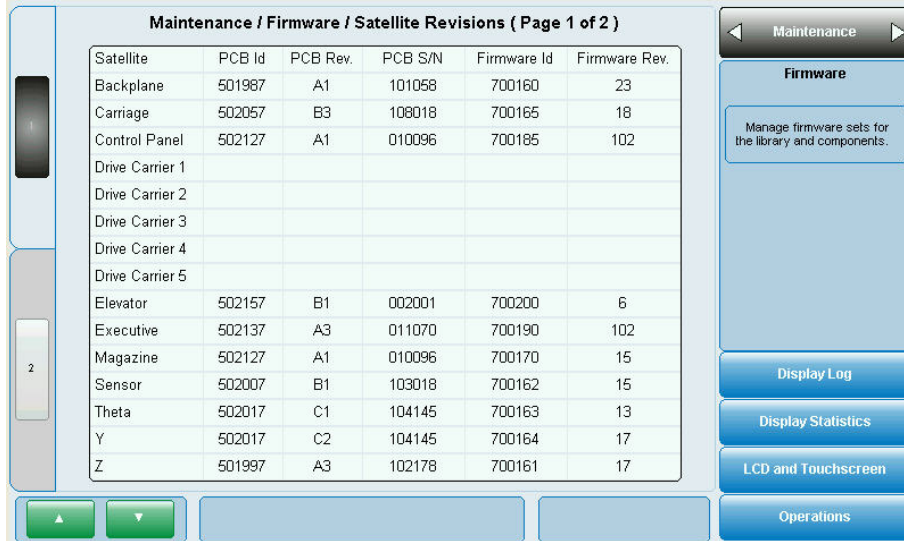 Maintenance / Firmware / Satellite Revisions ( Page 1 of 2 )
Satellite PCB Id PCB Rev. PCB S/N Firmware Id Firmware Rev.
Backplane 501987 A1 101058 700160 23
Carriage 502057 B3 108018 700165 18
Control Panel 502127 A1 010096 700185 102
Drive Carrier 1
Drive Carrier 2
Drive Carrier 3
Drive Carrier 4
Drive Carrier 5
Elevator 502157 B1 002001 700200 6
Executive 502137 A3 011070 700190 102
Magazine 502127 A1 010096 700170 15
Sensor 502007 B1 103018 700162 15
Theta 502017 C1 104145 700163 13
Y 502017 C2 104145 700164 17
Z 501997 A3 102178 700161 17
1
2
Maintenance
Firmware
Manage firmware sets for
the library and components.
Display Log
Display Statistics
LCD and Touchscreen
Operations